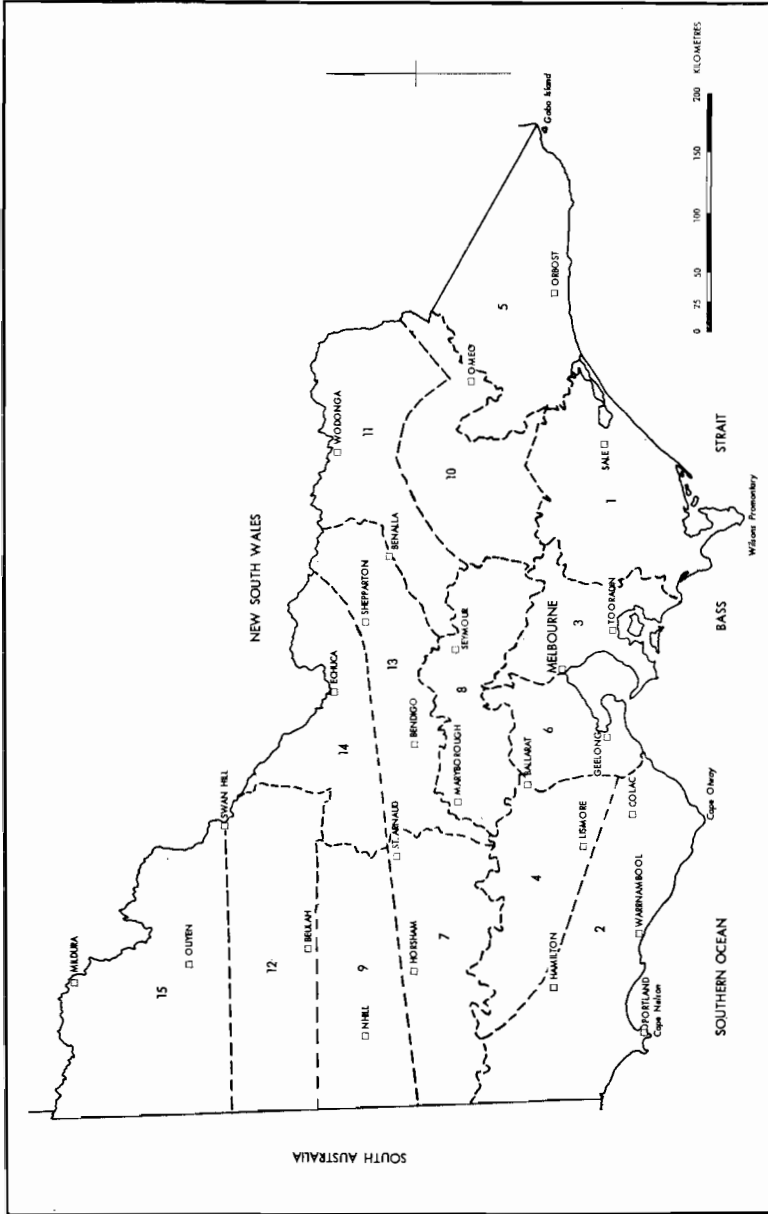 NEW SOUTH WALES
SOUTH AUSTRALIA
MILDURA
15
OUYEN
SWAN HILL
12
BEULAH
14
ECHUCA
WODONGA
11
9
NHILL
ST. ARNAUD
13
SHEPPARTON
BENALLA
HORSHAM
7
BENDIGO
10
MARYBOROUGH
8
SEYMOUR
OMEO
5
ORBOST
Gabo Island
4
HAMILTON
LISMORE
BALLARAT
6
MELBOURNE
3
TOORADIN
1
SALE
2
GEELONG
COLAC
WARRNAMBOOL
PORTLAND
Cape Nelson
Cape Otway
Wilsons Promontory
SOUTHERN OCEAN
BASS
STRAIT
0 75 50 100 150 200
KILOMETRES